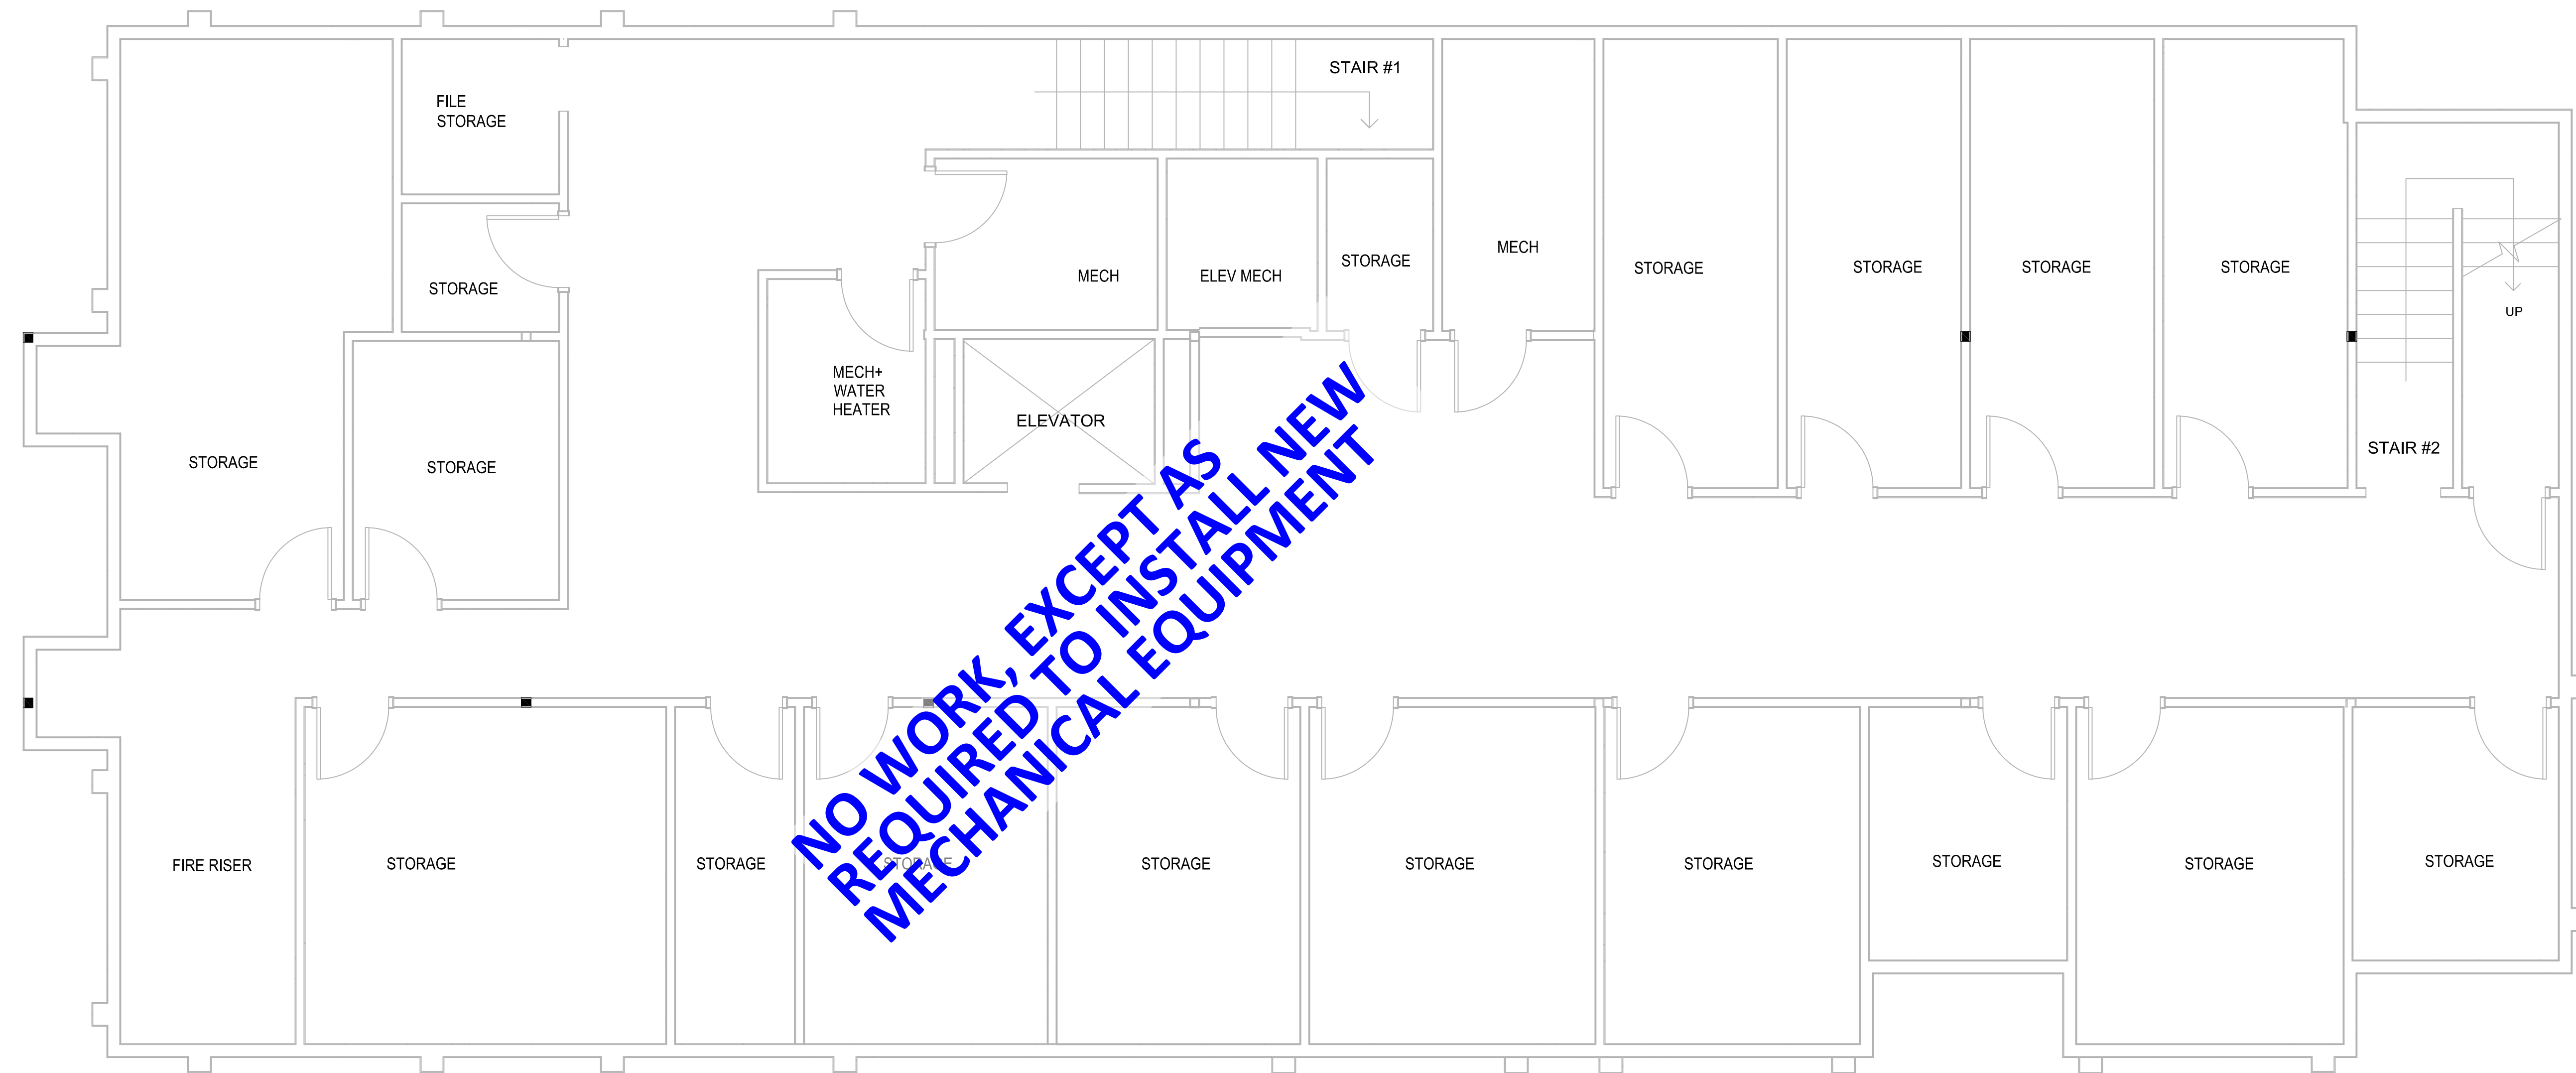 STAIR #1
FILE
STORAGE
MECH
STORAGE
STORAGE
STORAGE
STORAGE
STORAGE
STORAGE
MECH
ELEV MECH
STORAGE
UP
MECH+
WATER
HEATER
ELEVATOR
STAIR #2
STORAGE
STORAGE
NO WORK, EXCEPT AS
REQUIRED TO INSTALL NEW
MECHANICAL EQUIPMENT
FIRE RISER
STORAGE
STORAGE
STORAGE
STORAGE
STORAGE
STORAGE
STORAGE
STORAGE
STORAGE